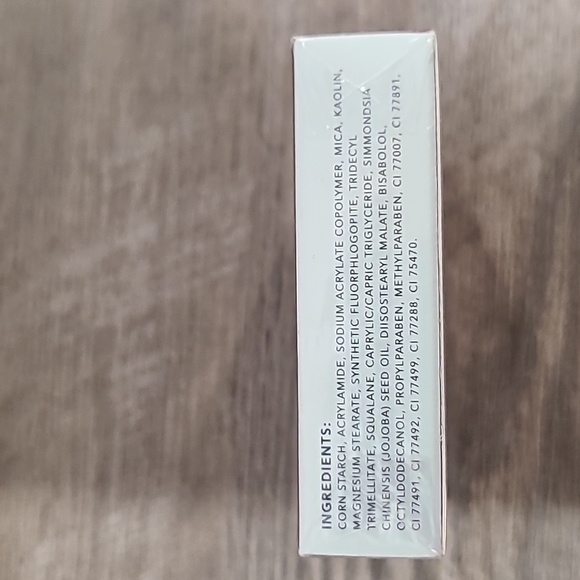 INGREDIENTS:
CORN STARCH, ACRYLAMIDE, SODIUM ACRYLATE COPOLYMER, MICA, KAOLIN,
MAGNESIUM STEARATE, SYNTHETIC FLUORPHLOGOPITE, TRIDECYL
TRIMELLITATE, SQUALANE, CAPRYLIC/CAPRIC TRIGLYCERIDE, SIMMONDSIA
CHINENSIS (JOJOBA) SEED OIL, DIISOSTEARYL MALATE, BISABOLOL,
OCTYLDODECANOL, PROPYLPARABEN, METHYLPARABEN, CI 77007, CI 77891,
CI 77491, CI 77492, CI 77499, CI 77288, CI 75470.